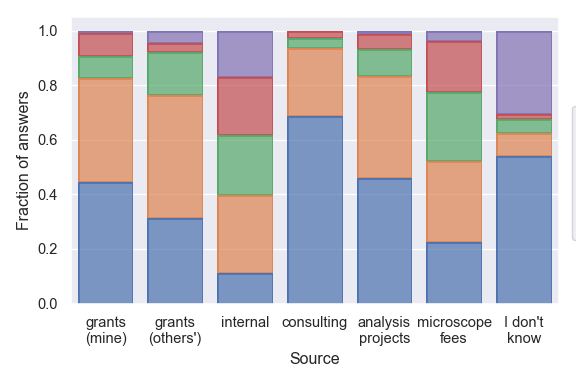 1.0
0.8
0.6
0.4
0.2
0.0
Fraction of answers
grants
(mine)
grants
(others')
internal
consulting
analysis
projects
microscope
fees
I don't
know
Source